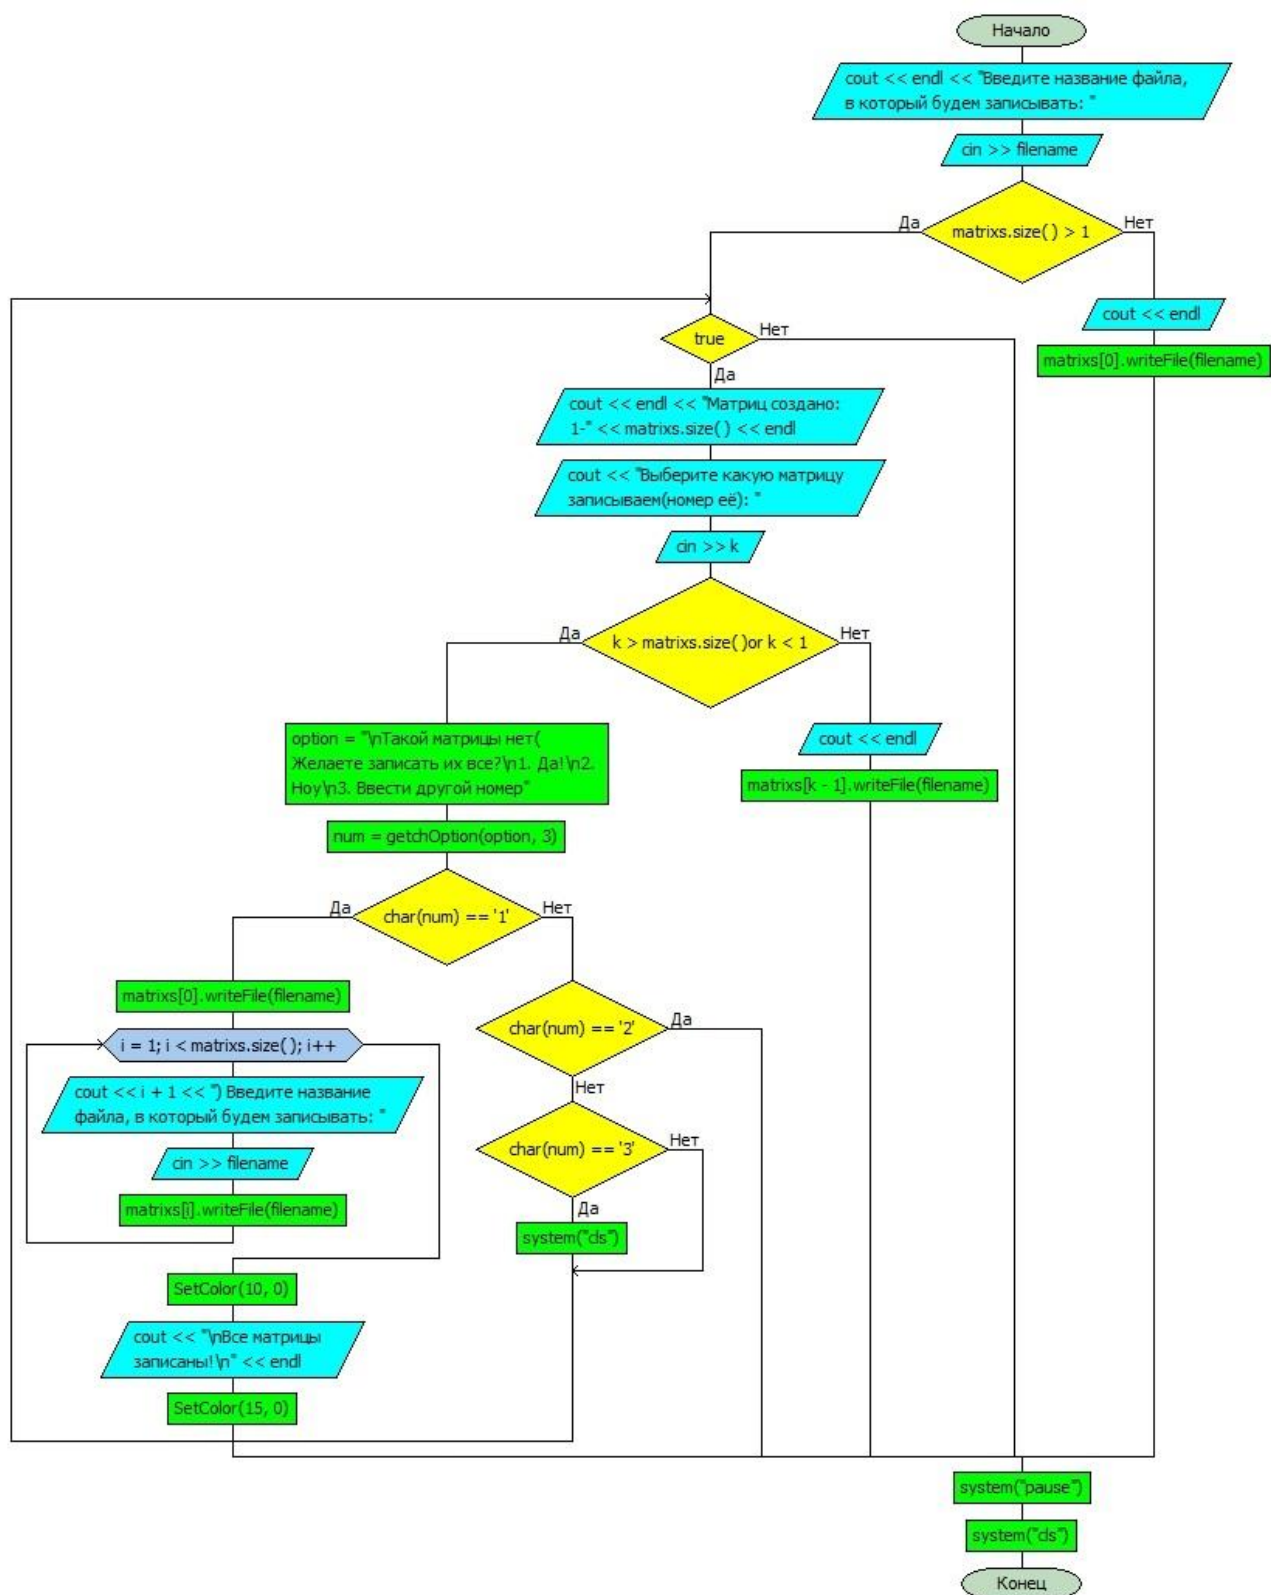 Начало
cout << endl << "Введите название файла,
в который будем записывать: "
cin >> filename
matrixs.size( ) > 1
Да
Нет
cout << endl
matrixs[0].writeFile(filename)
true
Нет
Да
cout << endl << "Матриц создано:
1-" << matrixs.size( ) << endl
cout << "Выберите какую матрицу
записываем(номер её): "
cin >> k
k > matrixs.size( )or k < 1
Да
Нет
cout << endl
matrixs[k - 1].writeFile(filename)
option = "\nТакой матрицы нет(
Желаете записать их все?\n1. Да!\n2.
Ноу\n3. Ввести другой номер"
num = getchOption(option, 3)
char(num) == '1'
Да
Нет
matrixs[0].writeFile(filename)
i = 1; i < matrixs.size( ); i++
cout << i + 1 << ") Введите название
файла, в который будем записывать: "
cin >> filename
matrixs[i].writeFile(filename)
SetColor(10, 0)
cout << "\nВсе матрицы
записаны!\n" << endl
SetColor(15, 0)
char(num) == '2'
Да
Нет
char(num) == '3'
Нет
Да
system("cls")
system("pause")
system("cls")
Конец